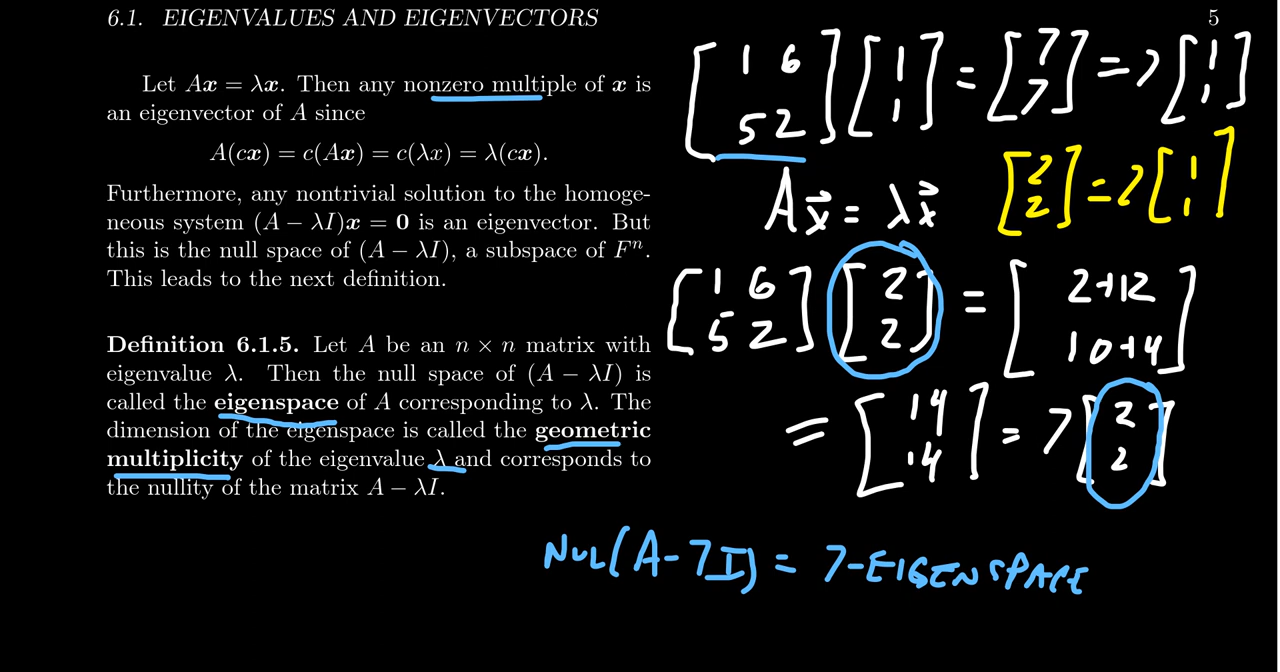 6.1. EIGENVALUES AND EIGENVECTORS 5
Let Ax = λx. Then any nonzero multiple of x is
an eigenvector of A since
A(cx) = c(Ax) = c(λx) = λ(cx).
Furthermore, any nontrivial solution to the homoge-
neous system (A − λI)x = 0 is an eigenvector. But
this is the null space of (A − λI), a subspace of Fⁿ.
This leads to the next definition.
Definition 6.1.5. Let A be an n × n matrix with
eigenvalue λ. Then the null space of (A − λI) is
called the eigenspace of A corresponding to λ. The
dimension of the eigenspace is called the geometric
multiplicity of the eigenvalue λ and corresponds to
the nullity of the matrix A − λI.
[1 6; 5 2] [1; 1] = [7; 7] = 7 [1; 1]
Ax⃗ = λx⃗
[2; 2] = 2 [1; 1]
[1 6; 5 2] [2; 2] = [2+12; 10+4]
= [14; 14] = 7 [2; 2]
NUL(A-7I) = 7-EIGENSPACE